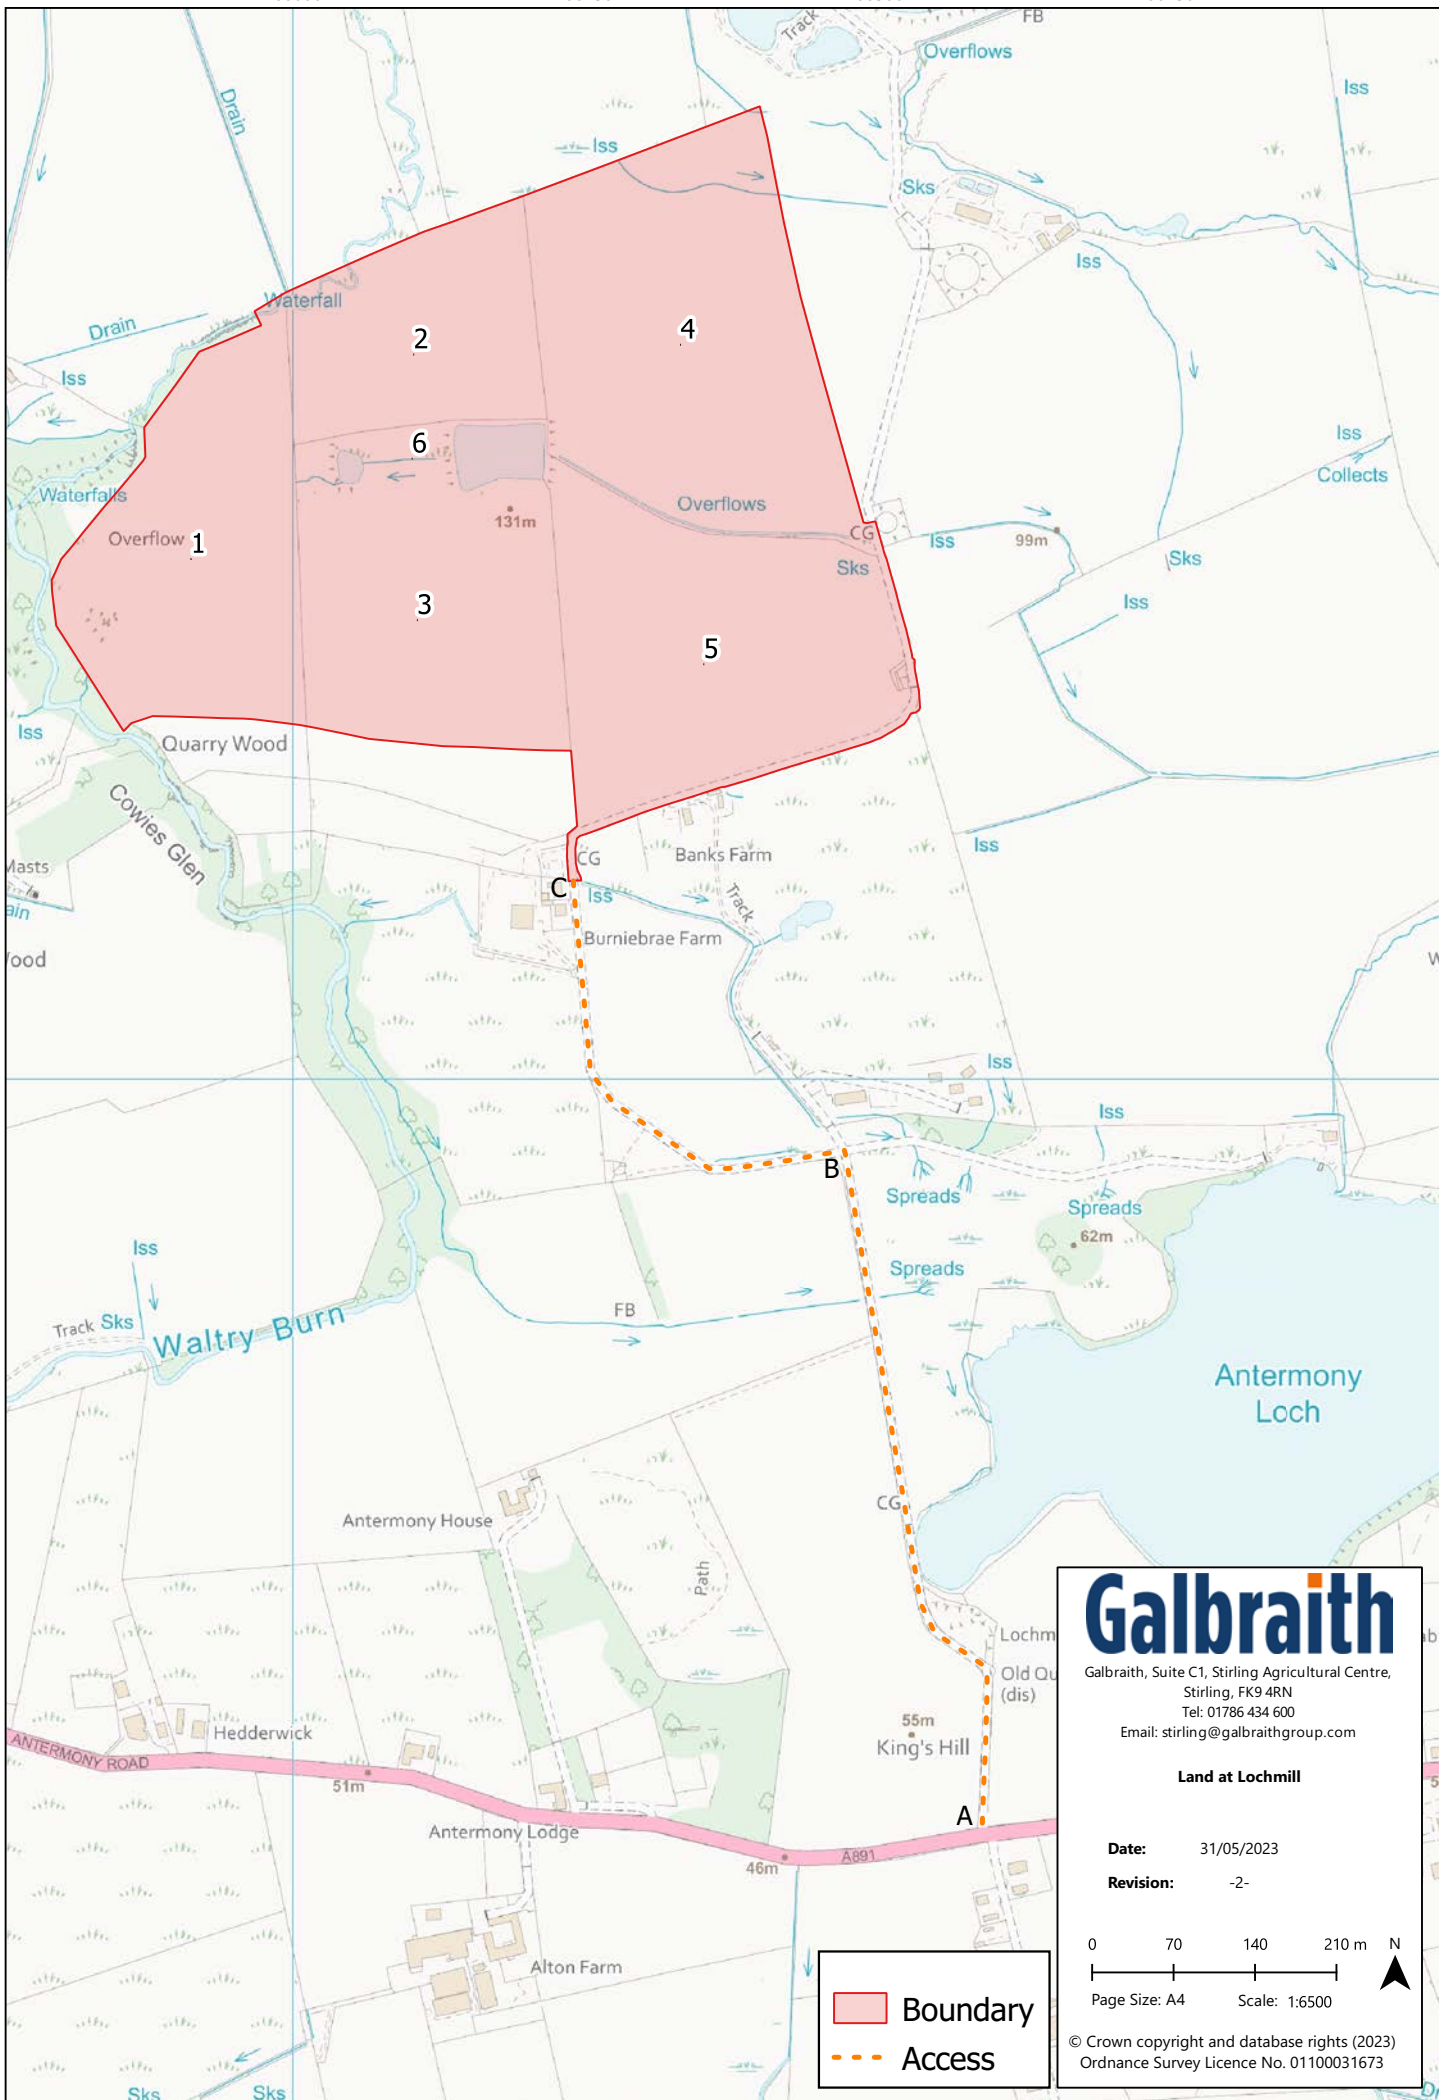 FB
Track
Overflows
Iss
Drain
Iss
Sks
Iss
Waterfall
Drain
2
4
Iss
6
Iss
Collects
Waterfalls
Overflows
131m
Overflow
1
CG
Iss
99m
Sks
Sks
3
Iss
5
Iss
Quarry Wood
Cowies Glen
Masts
CG
Banks Farm
Iss
C
Iss
Track
Burniebrae Farm
Iss
Iss
B
Spreads
Spreads
62m
Iss
Spreads
FB
Track
Sks
Waltry Burn
Antermony
Loch
CG
Antermony House
Path
Hedderwick
55m
King's Hill
Old Qu
(dis)
Lochm
ANTERMONY ROAD
51m
A
Antermony Lodge
46m
A891
Alton Farm
Sks
Sks
Boundary
Access
Galbraith
Galbraith, Suite C1, Stirling Agricultural Centre,
Stirling, FK9 4RN
Tel: 01786 434 600
Email: stirling@galbraithgroup.com
Land at Lochmill
Date: 31/05/2023
Revision: -2-
0 70 140 210 m N
Page Size: A4 Scale: 1:6500
© Crown copyright and database rights (2023)
Ordnance Survey Licence No. 01100031673